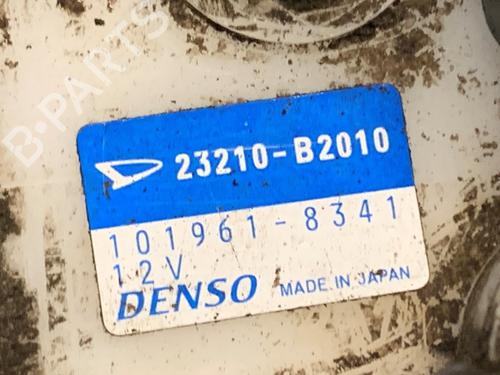 B-PARTS
23210-B2010
101961-8341
12V
DENSO MADE IN JAPAN